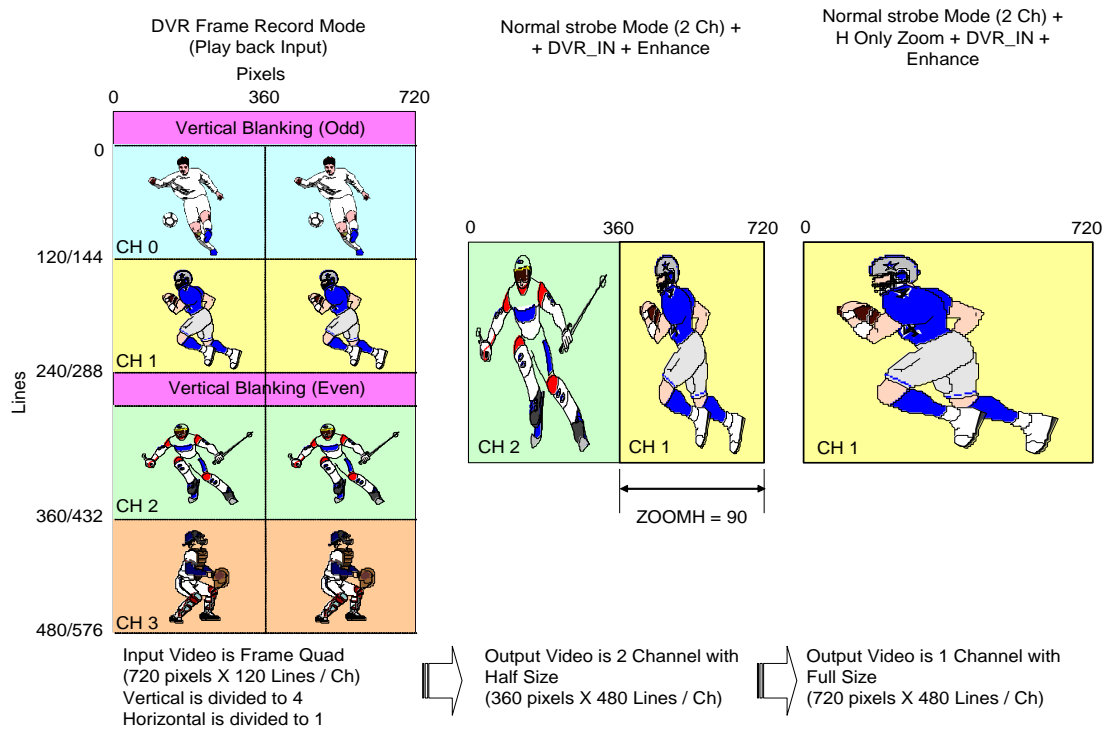 DVR Frame Record Mode
(Play back Input)
Pixels
0 360 720
Vertical Blanking (Odd)
0
CH 0
120/144
CH 1
240/288
Lines
Vertical Blanking (Even)
CH 2
360/432
CH 3
480/576
Input Video is Frame Quad
(720 pixels X 120 Lines / Ch)
Vertical is divided to 4
Horizontal is divided to 1
Normal strobe Mode (2 Ch) +
+ DVR_IN + Enhance
0 360 720
CH 2
CH 1
ZOOMH = 90
Output Video is 2 Channel with
Half Size
(360 pixels X 480 Lines / Ch)
Normal strobe Mode (2 Ch) +
H Only Zoom + DVR_IN +
Enhance
0 720
CH 1
Output Video is 1 Channel with
Full Size
(720 pixels X 480 Lines / Ch)